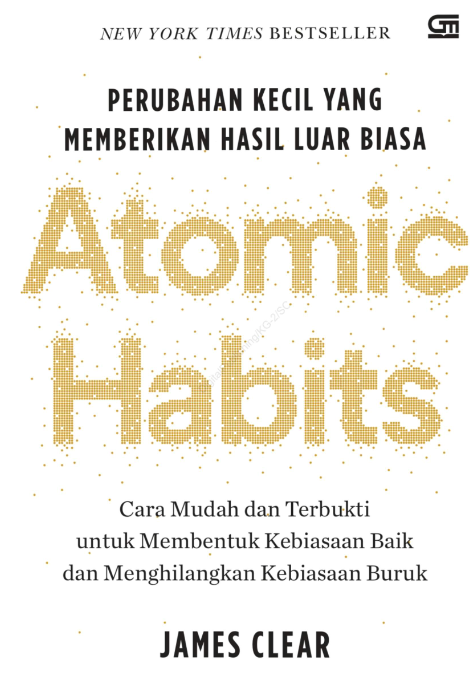 NEW YORK TIMES BESTSELLER
GM
PERUBAHAN KECIL YANG
MEMBERIKAN HASIL LUAR BIASA
Atomic
Habits
Cara Mudah dan Terbukti
untuk Membentuk Kebiasaan Baik
dan Menghilangkan Kebiasaan Buruk
JAMES CLEAR